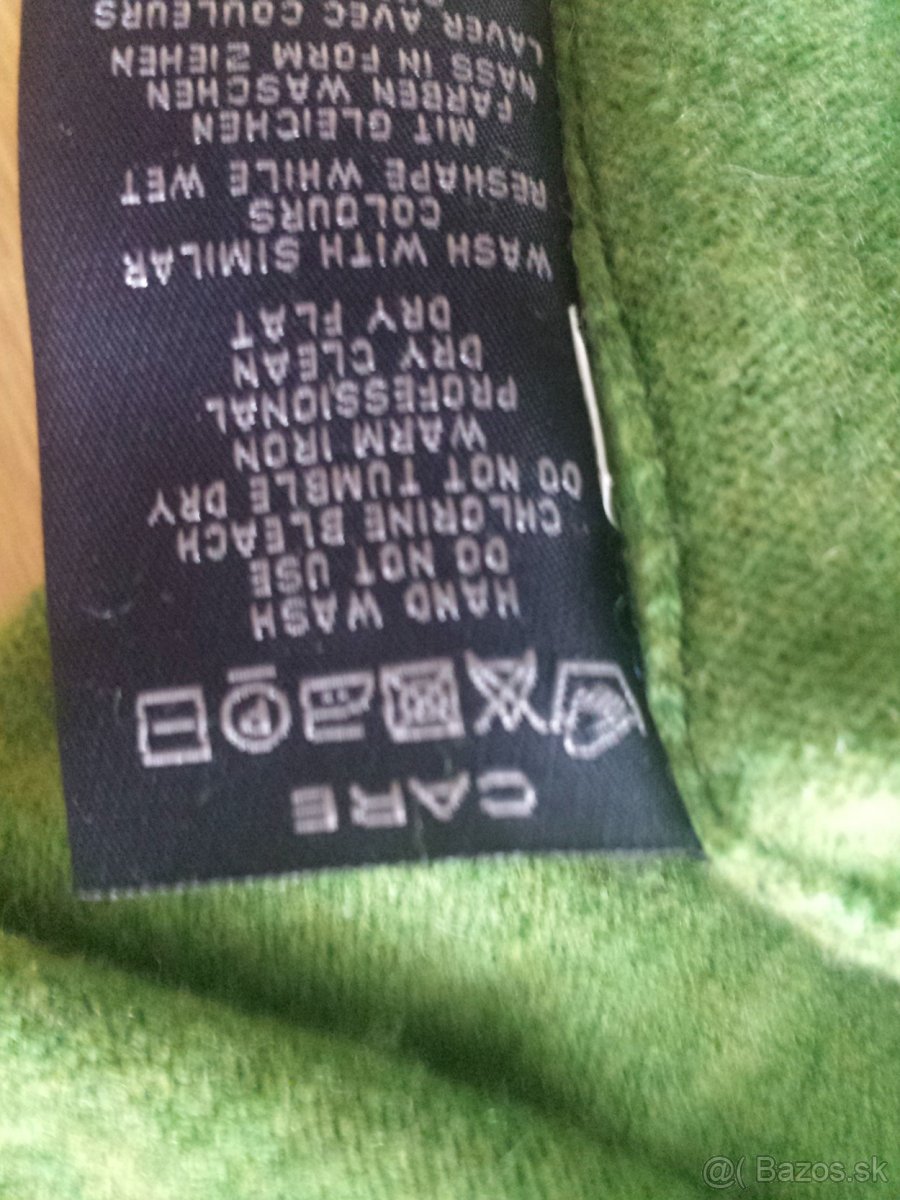 CARE
HAND WASH
DO NOT USE
CHLORINE BLEACH
DO NOT TUMBLE DRY
WARM IRON
PROFESSIONAL
DRY CLEAN
DRY FLAT
WASH WITH SIMILAR
COLOURS
RESHAPE WHILE WET
MIT GLEICHEN
FARBEN WASCHEN
NASS IN FORM ZIEHEN
LAVER AVEC COULEURS
@( Bazos.sk